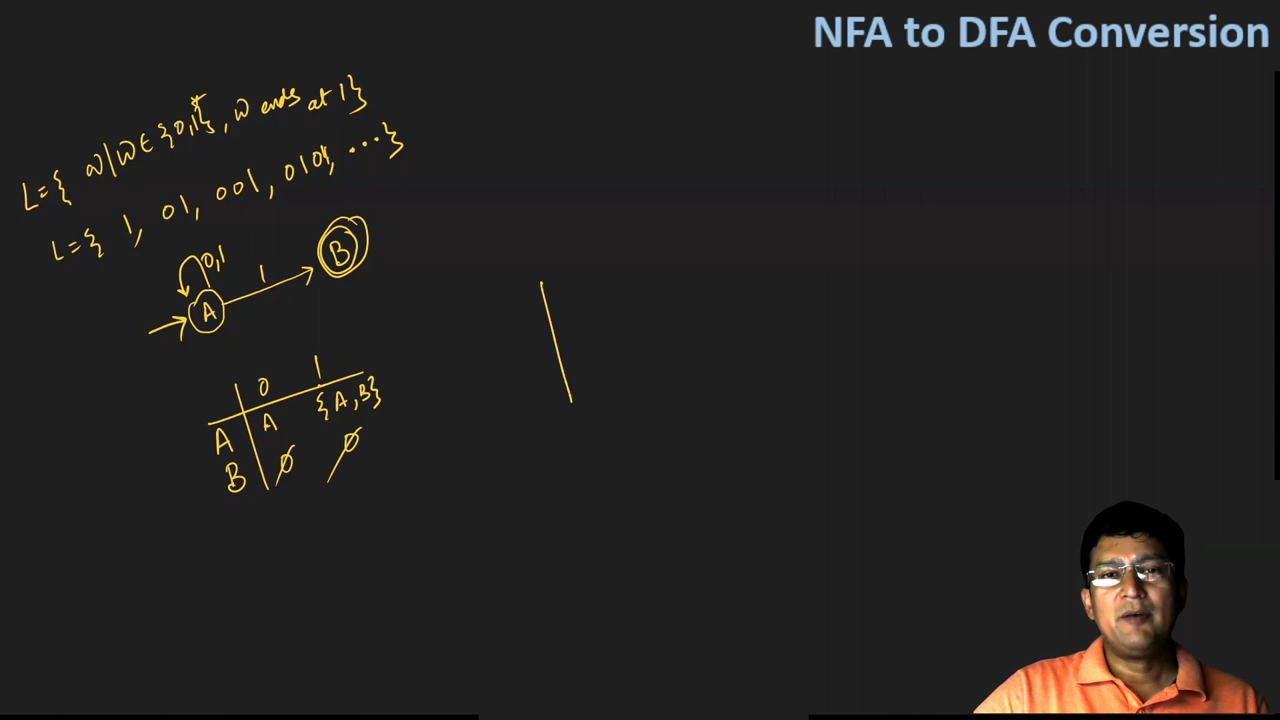 NFA to DFA Conversion
L={ w|w∈{0,1}*, w ends at 1}
L={ 1, 01, 001, 0101, ...}
0,1
A
1
B
0 1
A A {A,B}
B ∅ ∅